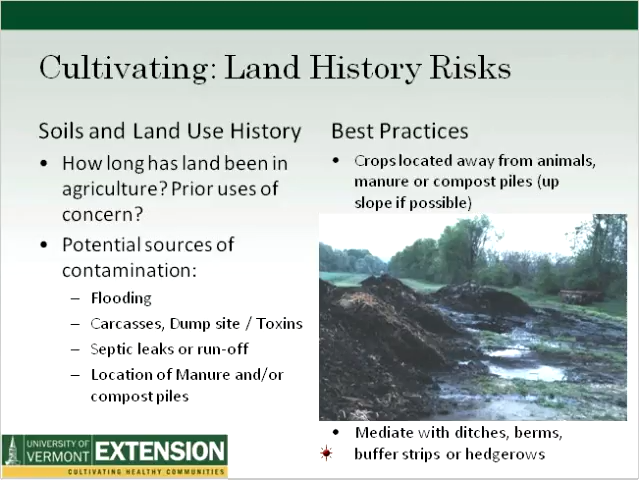 Cultivating: Land History Risks
Soils and Land Use History
• How long has land been in
agriculture? Prior uses of
concern?
• Potential sources of
contamination:
– Flooding
– Carcasses, Dump site / Toxins
– Septic leaks or run-off
– Location of Manure and/or
compost piles
Best Practices
• Crops located away from animals,
manure or compost piles (up
slope if possible)
• Mediate with ditches, berms,
buffer strips or hedgerows
UNIVERSITY OF
VERMONT EXTENSION
CULTIVATING HEALTHY COMMUNITIES